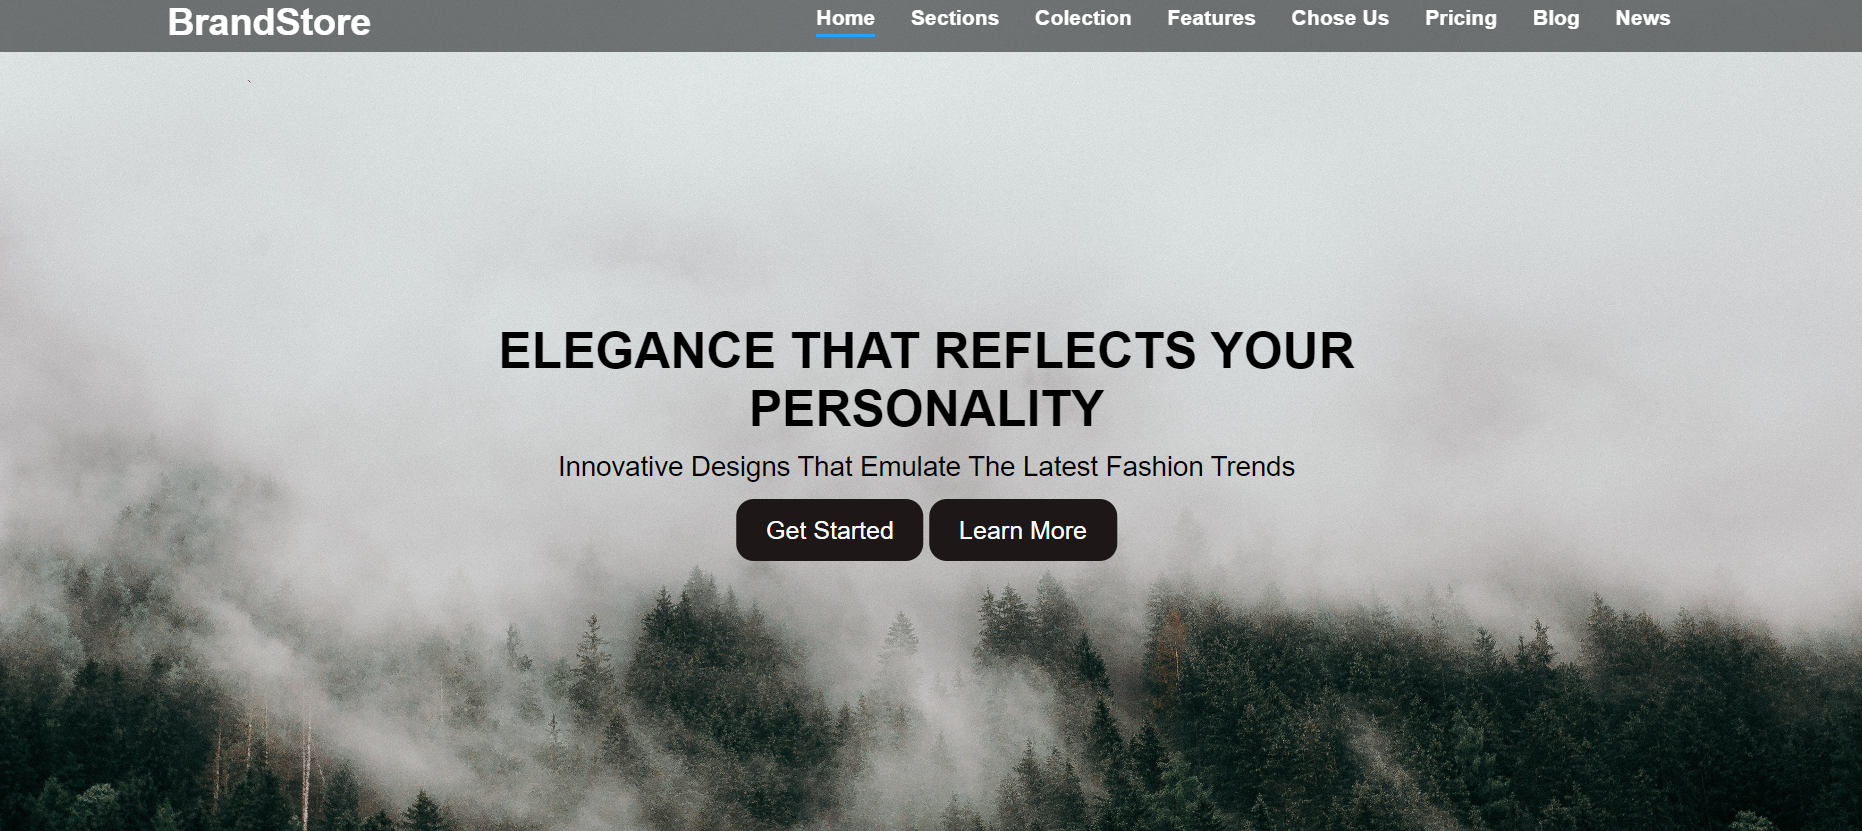 BrandStore
Home Sections Colection Features Chose Us Pricing Blog News
ELEGANCE THAT REFLECTS YOUR
PERSONALITY
Innovative Designs That Emulate The Latest Fashion Trends
Get Started Learn More